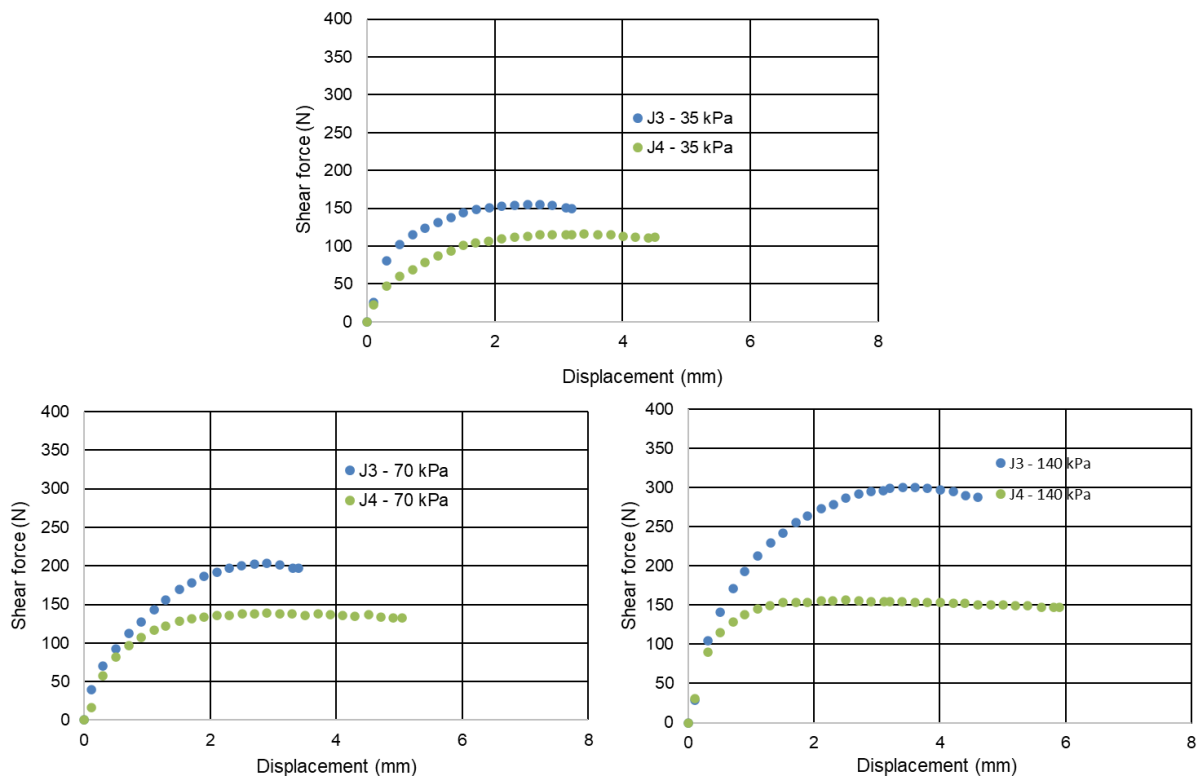 400
350
300
250
200
150
100
50
0
Shear force (N)
J3 - 35 kPa
J4 - 35 kPa
0 2 4 6 8
Displacement (mm)
400
350
300
250
200
150
100
50
0
Shear force (N)
J3 - 70 kPa
J4 - 70 kPa
0 2 4 6 8
Displacement (mm)
400
350
300
250
200
150
100
50
0
Shear force (N)
J3 - 140 kPa
J4 - 140 kPa
0 2 4 6 8
Displacement (mm)